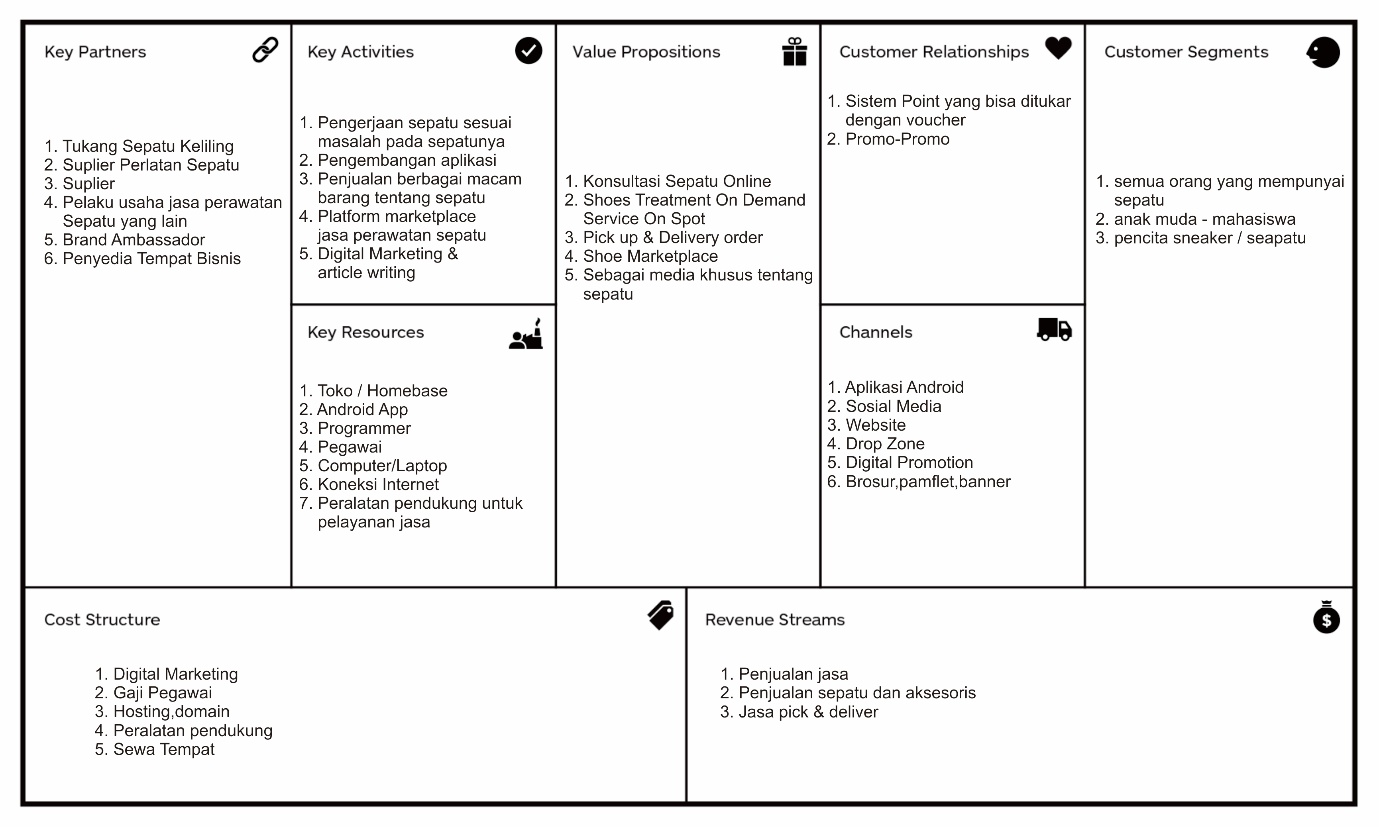 Key Partners
1. Tukang Sepatu Keliling
2. Suplier Perlatan Sepatu
3. Suplier
4. Pelaku usaha jasa perawatan
Sepatu yang lain
5. Brand Ambassador
6. Penyedia Tempat Bisnis
Key Activities
1. Pengerjaan sepatu sesuai
masalah pada sepatunya
2. Pengembangan aplikasi
3. Penjualan berbagai macam
barang tentang sepatu
4. Platform marketplace
jasa perawatan sepatu
5. Digital Marketing &
article writing
Key Resources
1. Toko / Homebase
2. Android App
3. Programmer
4. Pegawai
5. Computer/Laptop
6. Koneksi Internet
7. Peralatan pendukung untuk
pelayanan jasa
Value Propositions
1. Konsultasi Sepatu Online
2. Shoes Treatment On Demand
Service On Spot
3. Pick up & Delivery order
4. Shoe Marketplace
5. Sebagai media khusus tentang
sepatu
Customer Relationships
1. Sistem Point yang bisa ditukar
dengan voucher
2. Promo-Promo
Channels
1. Aplikasi Android
2. Sosial Media
3. Website
4. Drop Zone
5. Digital Promotion
6. Brosur,pamflet,banner
Customer Segments
1. semua orang yang mempunyai
sepatu
2. anak muda - mahasiswa
3. pencita sneaker / seapatu
Cost Structure
1. Digital Marketing
2. Gaji Pegawai
3. Hosting,domain
4. Peralatan pendukung
5. Sewa Tempat
Revenue Streams
$
1. Penjualan jasa
2. Penjualan sepatu dan aksesoris
3. Jasa pick & deliver